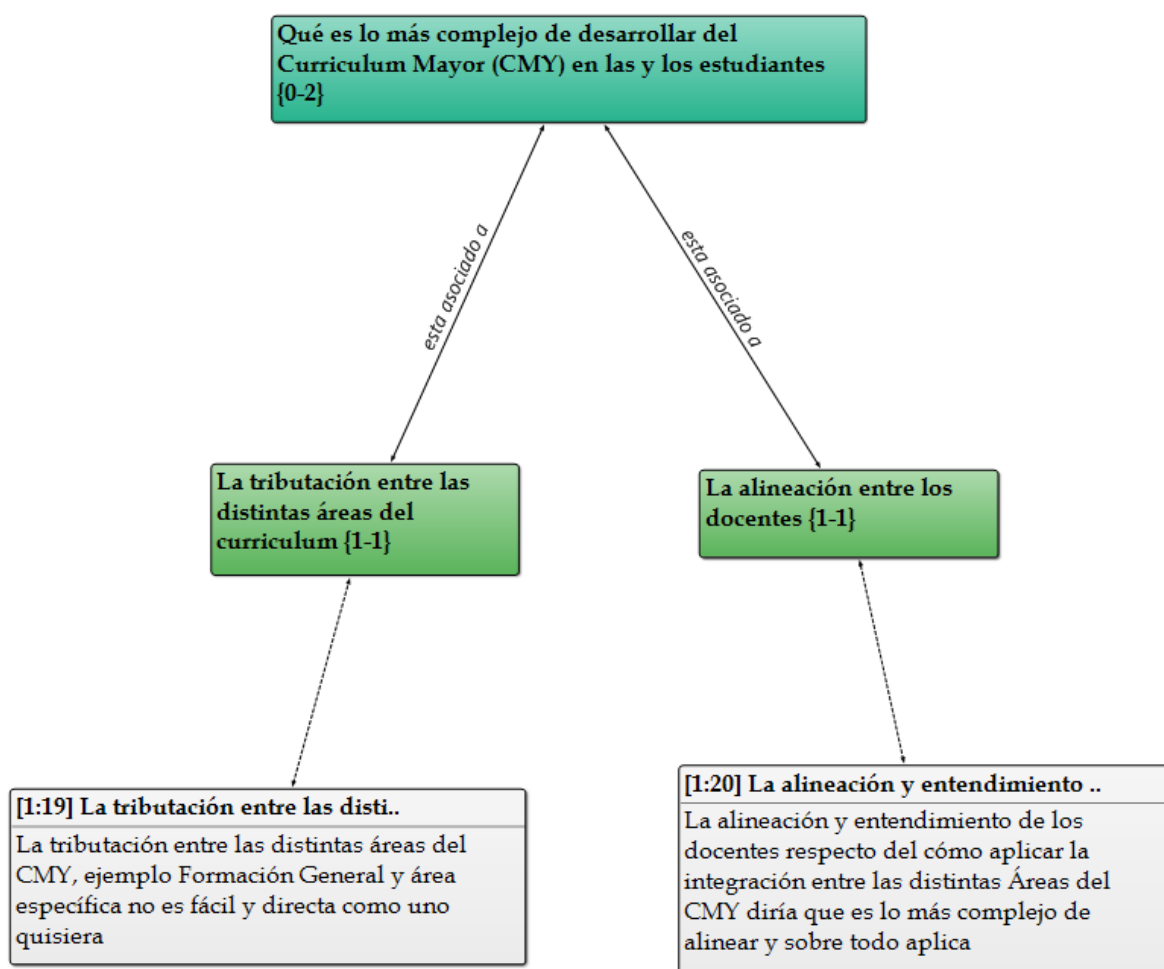 Qué es lo más complejo de desarrollar del
Curriculum Mayor (CMY) en las y los estudiantes
{0-2}
esta asociado a
esta asociado a
La tributación entre las
distintas áreas del
curriculum {1-1}
La alineación entre los
docentes {1-1}
[1:19] La tributación entre las disti..
La tributación entre las distintas áreas del
CMY, ejemplo Formación General y área
específica no es fácil y directa como uno
quisiera
[1:20] La alineación y entendimiento ..
La alineación y entendimiento de los
docentes respecto del cómo aplicar la
integración entre las distintas Áreas del
CMY diría que es lo más complejo de
alinear y sobre todo aplica